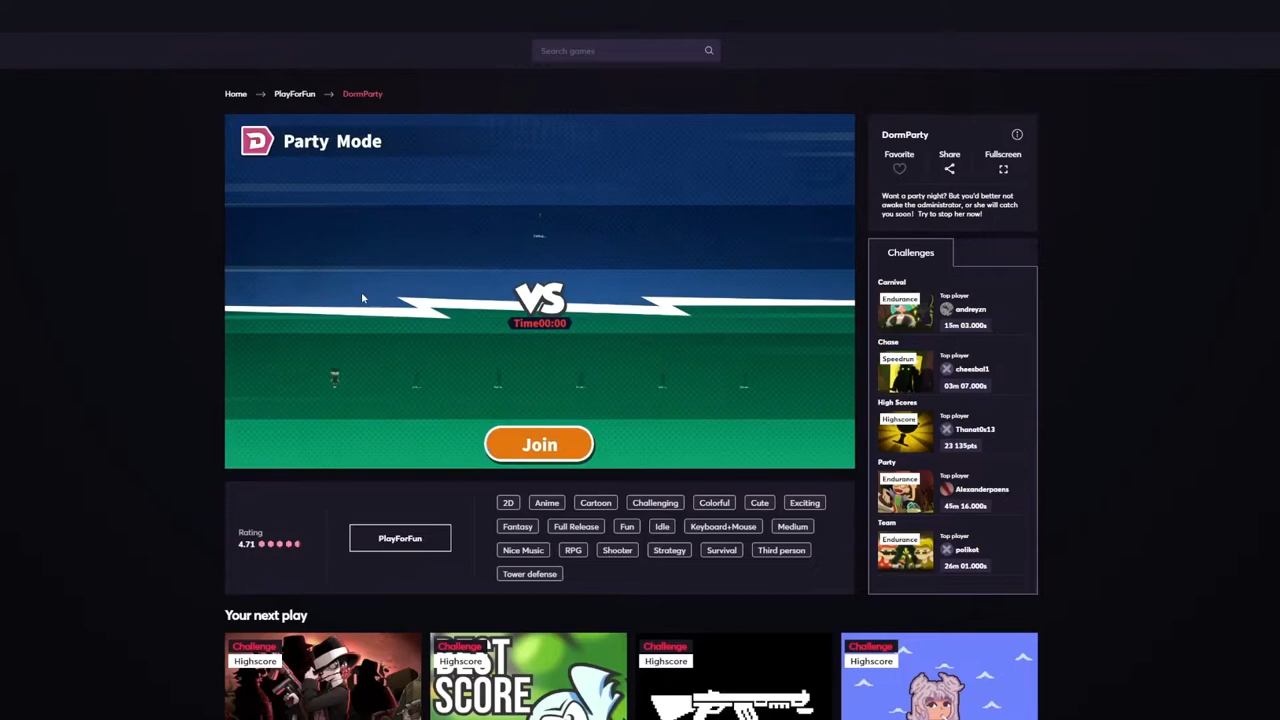 Search games
Home → PlayForFun → DormParty
D Party Mode
VS
Time00:00
Join
DormParty
Favorite Share Fullscreen
Want a party night? But you'd better not
awake the administrator, or she will catch
you soon! Try to stop her now!
Challenges
Carnival
Endurance
Top player
andreyzn
15m 03.000s
Chase
Speedrun
Top player
cheesbal1
03m 07.000s
High Scores
Highscore
Top player
Thanat0s13
23 135pts
Party
Endurance
Top player
Alexanderpaens
45m 16.000s
Team
Endurance
Top player
polikot
26m 01.000s
Rating
4.71
PlayForFun
2D Anime Cartoon Challenging Colorful Cute Exciting
Fantasy Full Release Fun Idle Keyboard+Mouse Medium
Nice Music RPG Shooter Strategy Survival Third person
Tower defense
Your next play
Challenge
Highscore
BEST
SCORE
Challenge
Highscore
Challenge
Highscore
Challenge
Highscore